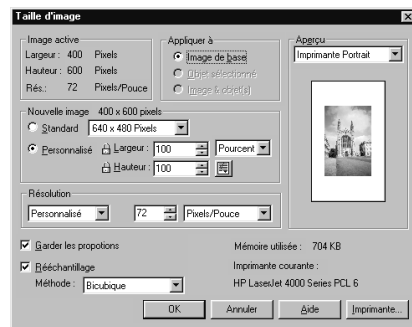 Taille d'image
Image active
Largeur : 400 Pixels
Hauteur : 600 Pixels
Rés.: 72 Pixels/Pouce
Appliquer à
Image de base
Objet sélectionné
Image & objet(s)
Aperçu
Imprimante Portrait
Nouvelle image 400 x 600 pixels
Standard 640 x 480 Pixels
Personnalisé Largeur : 100 Pourcent
Hauteur : 100
Résolution
Personnalisé 72 Pixels/Pouce
Garder les propotions
Rééchantillage
Méthode : Bicubique
Mémoire utilisée : 704 KB
Imprimante courante :
HP LaserJet 4000 Series PCL 6
OK Annuler Aide Imprimante...